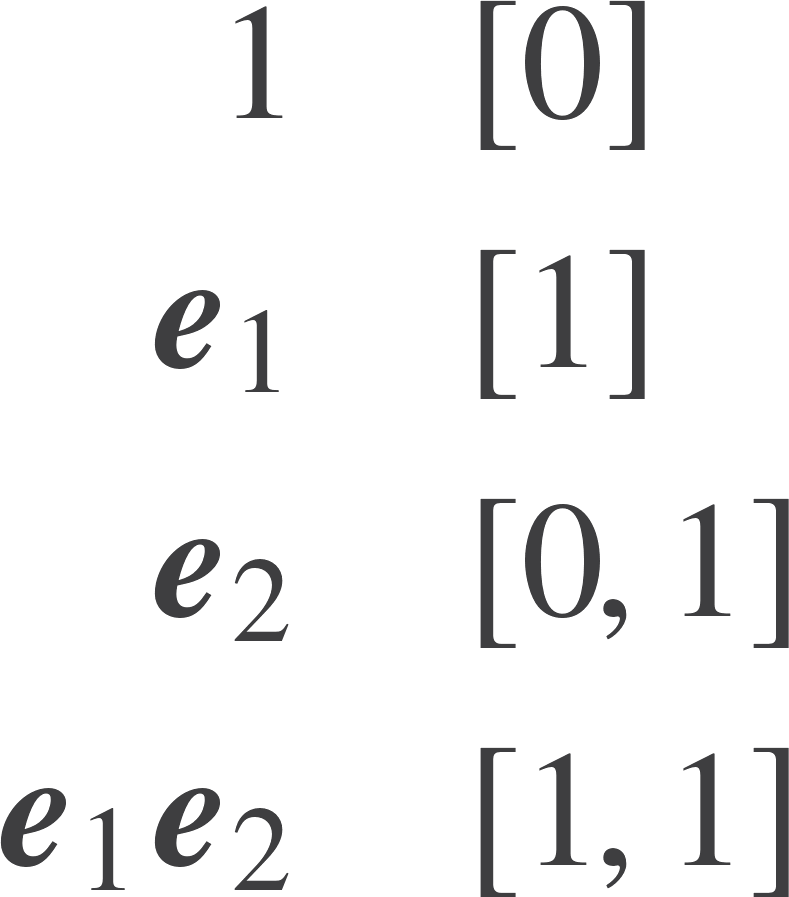 1 [0]
e₁ [1]
e₂ [0, 1]
e₁e₂ [1, 1]